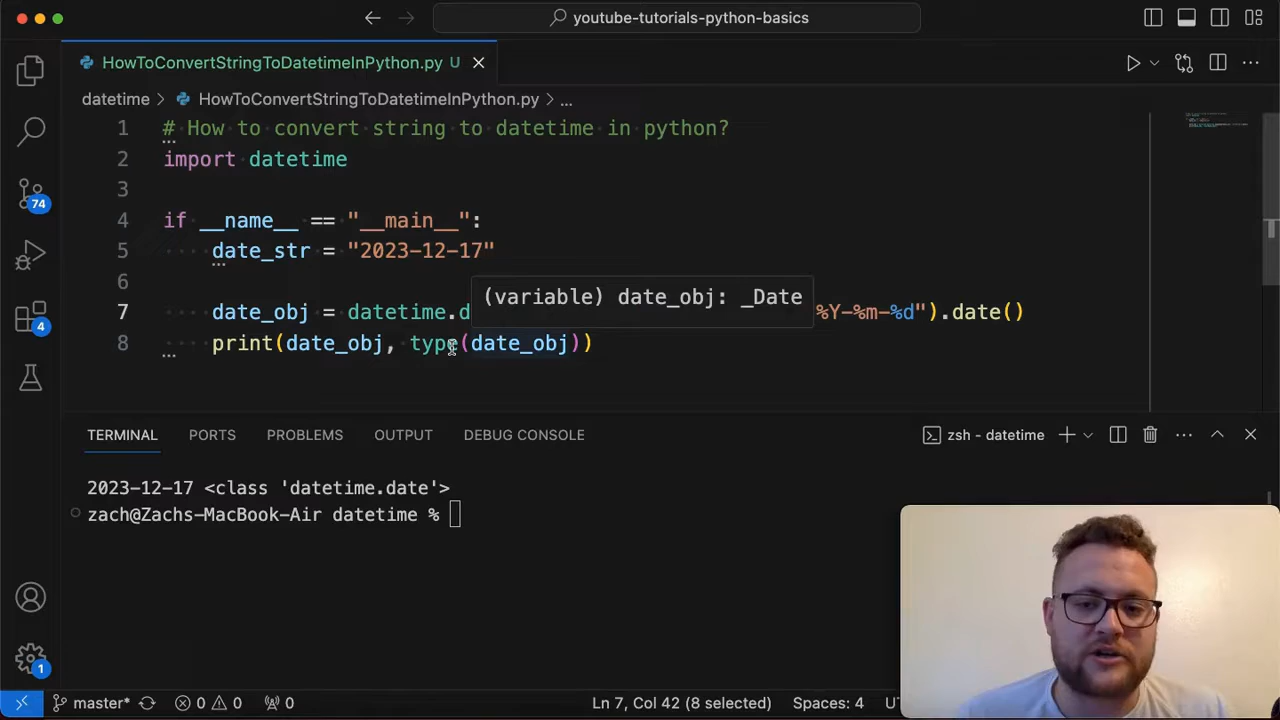 youtube-tutorials-python-basics
HowToConvertStringToDatetimeInPython.py U
datetime > HowToConvertStringToDatetimeInPython.py > ...
1 # How to convert string to datetime in python?
2 import datetime
3
4 if __name__ == "__main__":
5 date_str = "2023-12-17"
6
(variable) date_obj: _Date
7 date_obj = datetime.d %Y-%m-%d").date()
8 print(date_obj, type(date_obj))
74
4
TERMINAL PORTS PROBLEMS OUTPUT DEBUG CONSOLE zsh - datetime
2023-12-17 <class 'datetime.date'>
zach@Zachs-MacBook-Air datetime %
1
master* 0 0 0 Ln 7, Col 42 (8 selected) Spaces: 4